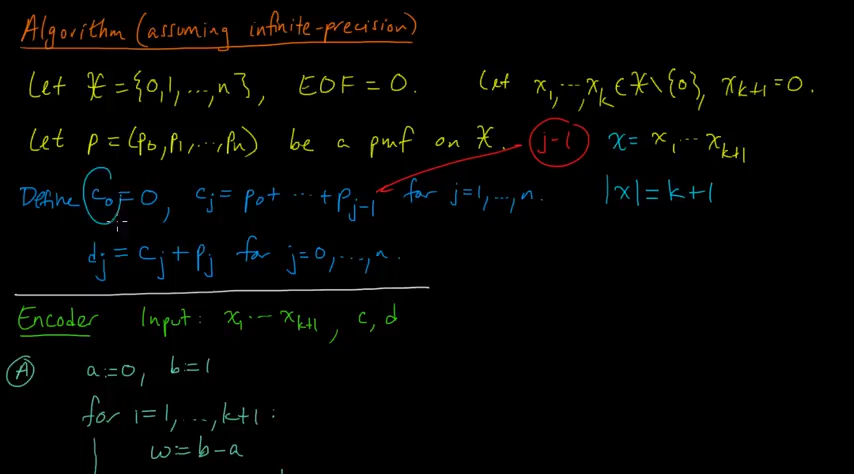 Algorithm (assuming infinite-precision)
Let X = {0,1,...,n}, EOF = 0. Let x₁,...,xₖ ∈ X \ {0}, xₖ₊₁ = 0.
Let p = (p₀,p₁,...,pₙ) be a pmf on X. j-1 x = x₁...xₖ₊₁
Define c₀ = 0, cⱼ = p₀ + ... + pⱼ₋₁ for j = 1,...,n. |x| = k+1
dⱼ = cⱼ + pⱼ for j = 0,...,n.
Encoder Input: x₁...xₖ₊₁, c, d
A a := 0, b = 1
for i = 1,...,k+1:
w = b - a